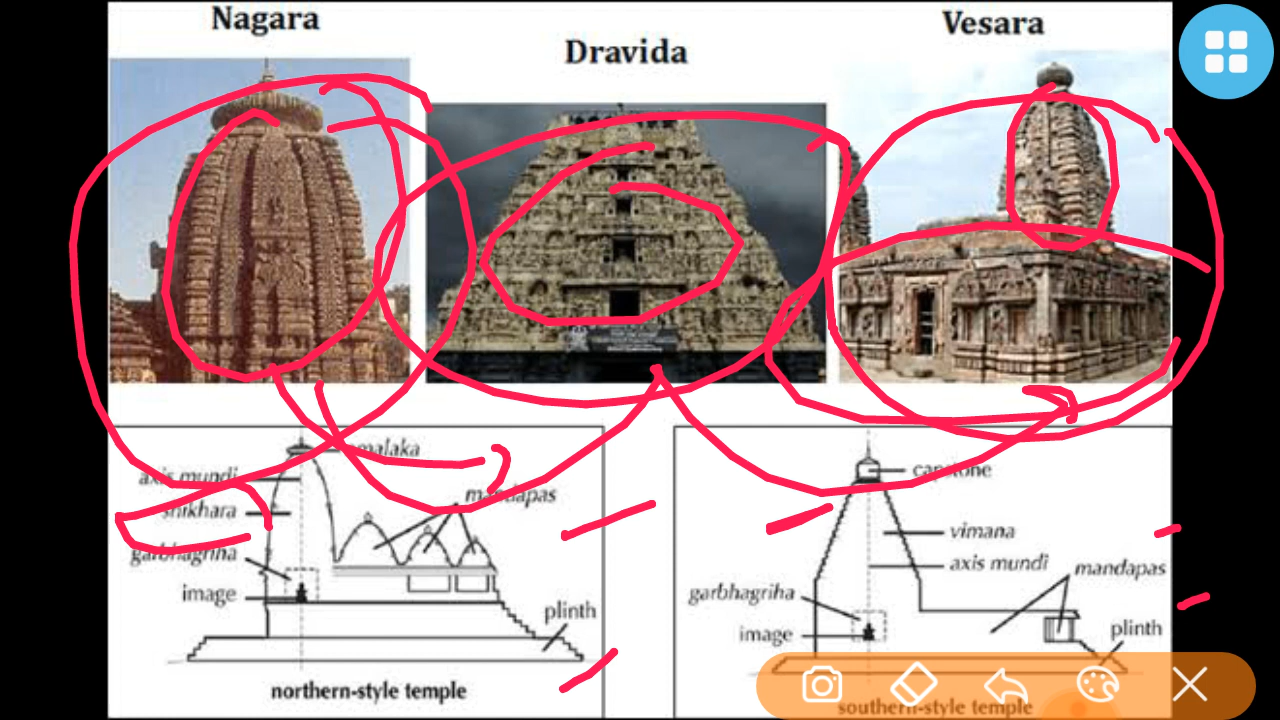 Nagara
Dravida
Vesara
amalaka
axis mundi
shikhara
garbhagriha
image
mandapas
plinth
northern-style temple
capstone
vimana
axis mundi
mandapas
garbhagriha
image
plinth
southern-style temple